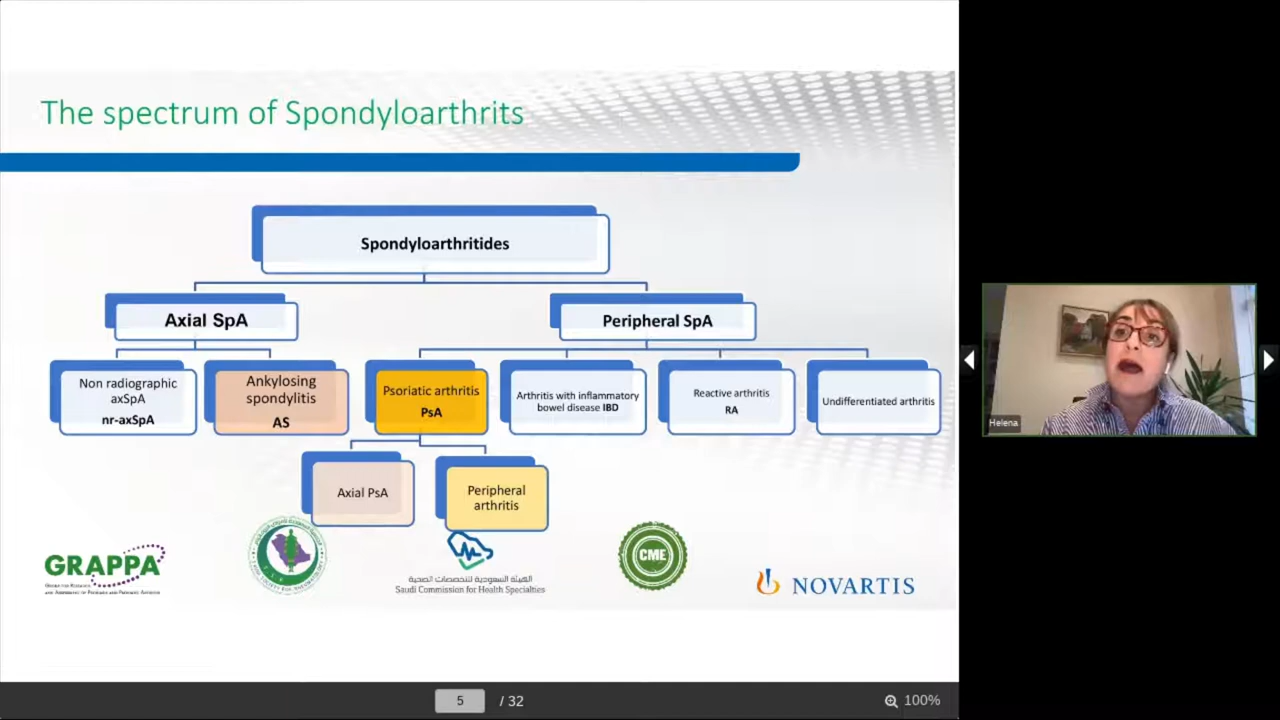 The spectrum of Spondyloarthrits
Spondyloarthritides
Axial SpA
Peripheral SpA
Non radiographic
axSpA
nr-axSpA
Ankylosing
spondylitis
AS
Psoriatic arthritis
PsA
Arthritis with inflammatory
bowel disease IBD
Reactive arthritis
RA
Undifferentiated arthritis
Axial PsA
Peripheral
arthritis
GRAPPA
CME
الهيئة السعودية للتخصصات الصحية
Saudi Commission for Health Specialties
NOVARTIS
Helena
5 / 32
100%